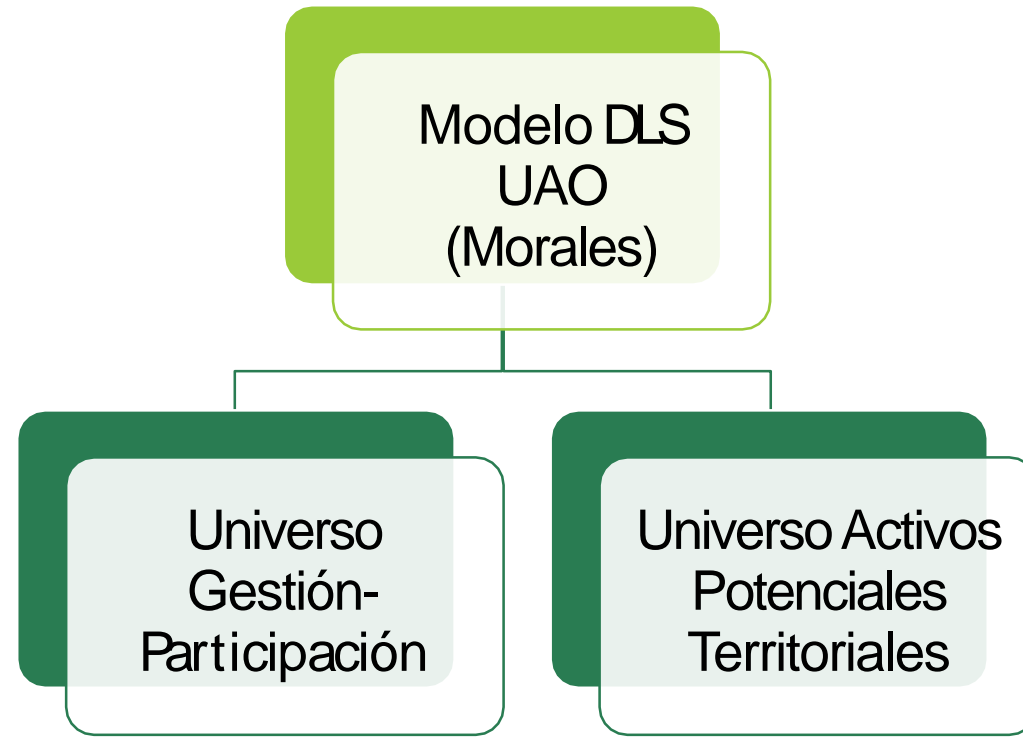 Modelo DLS
UAO
(Morales)
Universo
Gestión-
Participación
Universo Activos
Potenciales
Territoriales